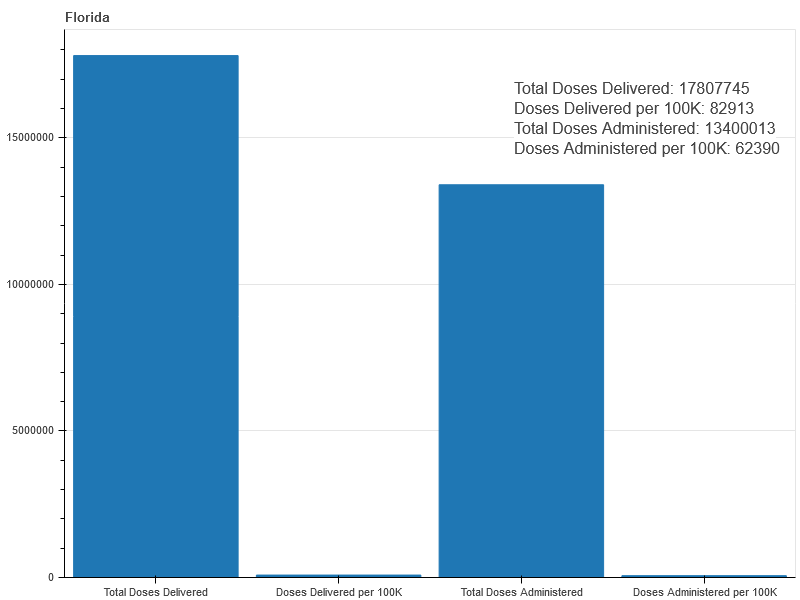 Florida
Total Doses Delivered: 17807745
Doses Delivered per 100K: 82913
Total Doses Administered: 13400013
Doses Administered per 100K: 62390
15000000
10000000
5000000
0
Total Doses Delivered
Doses Delivered per 100K
Total Doses Administered
Doses Administered per 100K